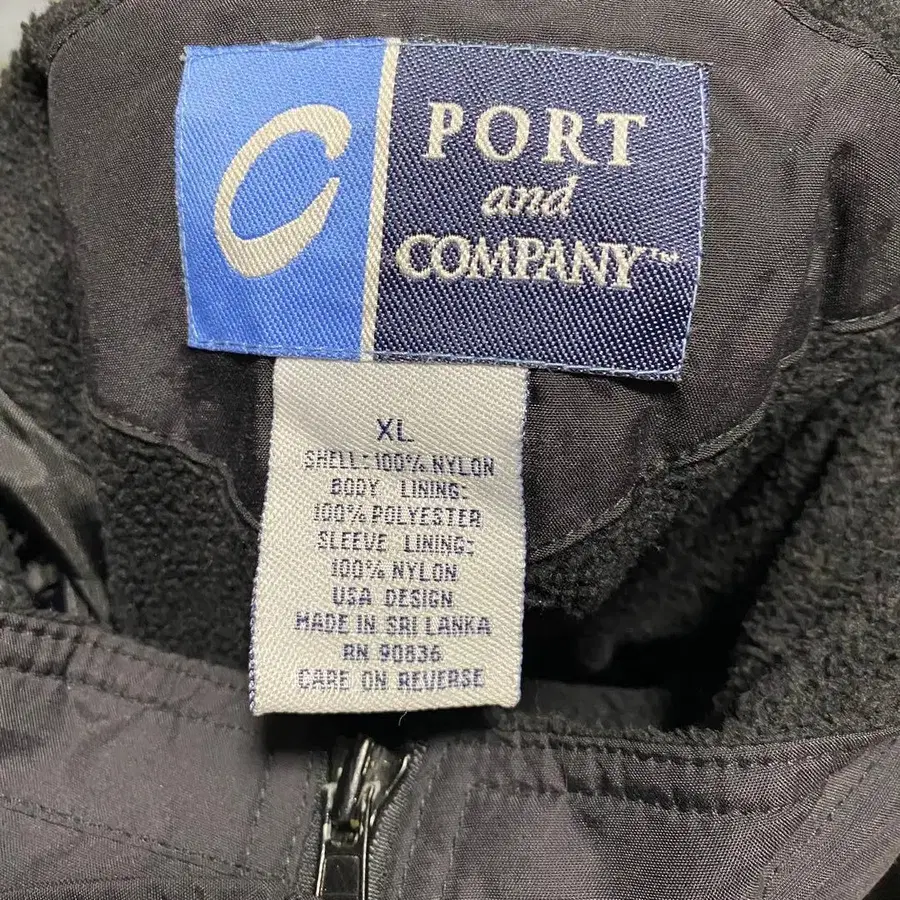 C
PORT
and
COMPANY™
XL
SHELL: 100% NYLON
BODY LINING:
100% POLYESTER
SLEEVE LINING:
100% NYLON
USA DESIGN
MADE IN SRI LANKA
RN 90836
CARE ON REVERSE